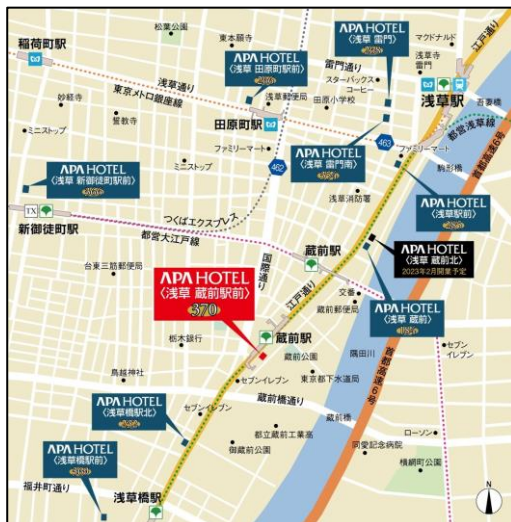 松葉公園
稲荷町駅
東本願寺
APA HOTEL
〈浅草 雷門〉
マクドナルド
江戸通り
浅草寺
雷門
雷門通り
浅草通り
東京メトロ銀座線
APA HOTEL
〈浅草 田原町駅前〉
スターバックス
コーヒー
浅草駅
妙経寺
誓教寺
浅草郵便局
田原小学校
吾妻橋
田原町駅
都営浅草線
首都高速6号
ミニストップ
ファミリーマート
463
ファミリーマート
462
APA HOTEL
〈浅草 雷門南〉
駒形橋
APA HOTEL
〈浅草 新御徒町駅前〉
ミニストップ
浅草消防署
APA HOTEL
〈浅草駅前〉
TX
新御徒町駅
つくばエクスプレス
都営大江戸線
国際通り
蔵前駅
APA HOTEL
〈浅草 蔵前北〉
2023年2月開業予定
台東三筋郵便局
APA HOTEL
〈浅草 蔵前駅前〉
370
江戸通り
交番
蔵前郵便局
APA HOTEL
〈浅草 蔵前〉
栃木銀行
蔵前駅
蔵前公園
隅田川
首都高速6号
セブン
イレブン
鳥越神社
セブンイレブン
東京都下水道局
蔵前橋通り
APA HOTEL
〈浅草橋駅北〉
セブンイレブン
蔵前橋
都立蔵前工業高
ローソン
御蔵前公園
同愛記念病院
APA HOTEL
〈浅草橋駅前〉
横網町公園
福井町通り
浅草橋駅
N